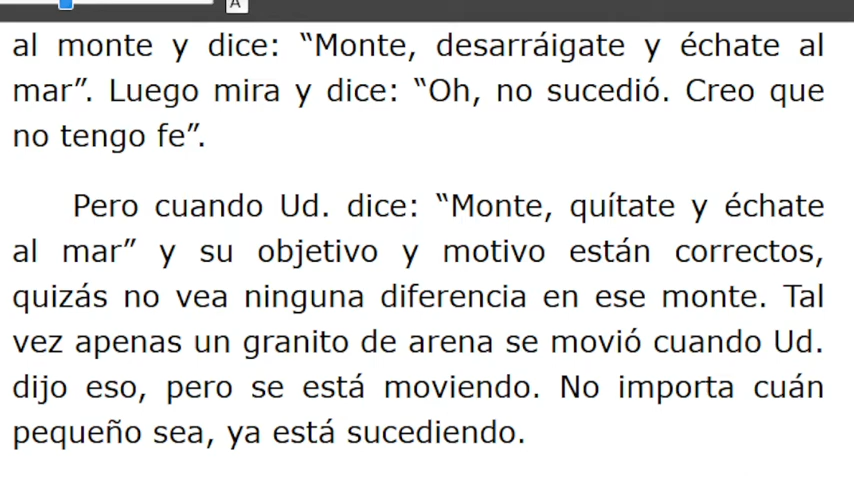 A
al monte y dice: “Monte, desarráigate y échate al
mar”. Luego mira y dice: “Oh, no sucedió. Creo que
no tengo fe”.
Pero cuando Ud. dice: “Monte, quítate y échate
al mar” y su objetivo y motivo están correctos,
quizás no vea ninguna diferencia en ese monte. Tal
vez apenas un granito de arena se movió cuando Ud.
dijo eso, pero se está moviendo. No importa cuán
pequeño sea, ya está sucediendo.